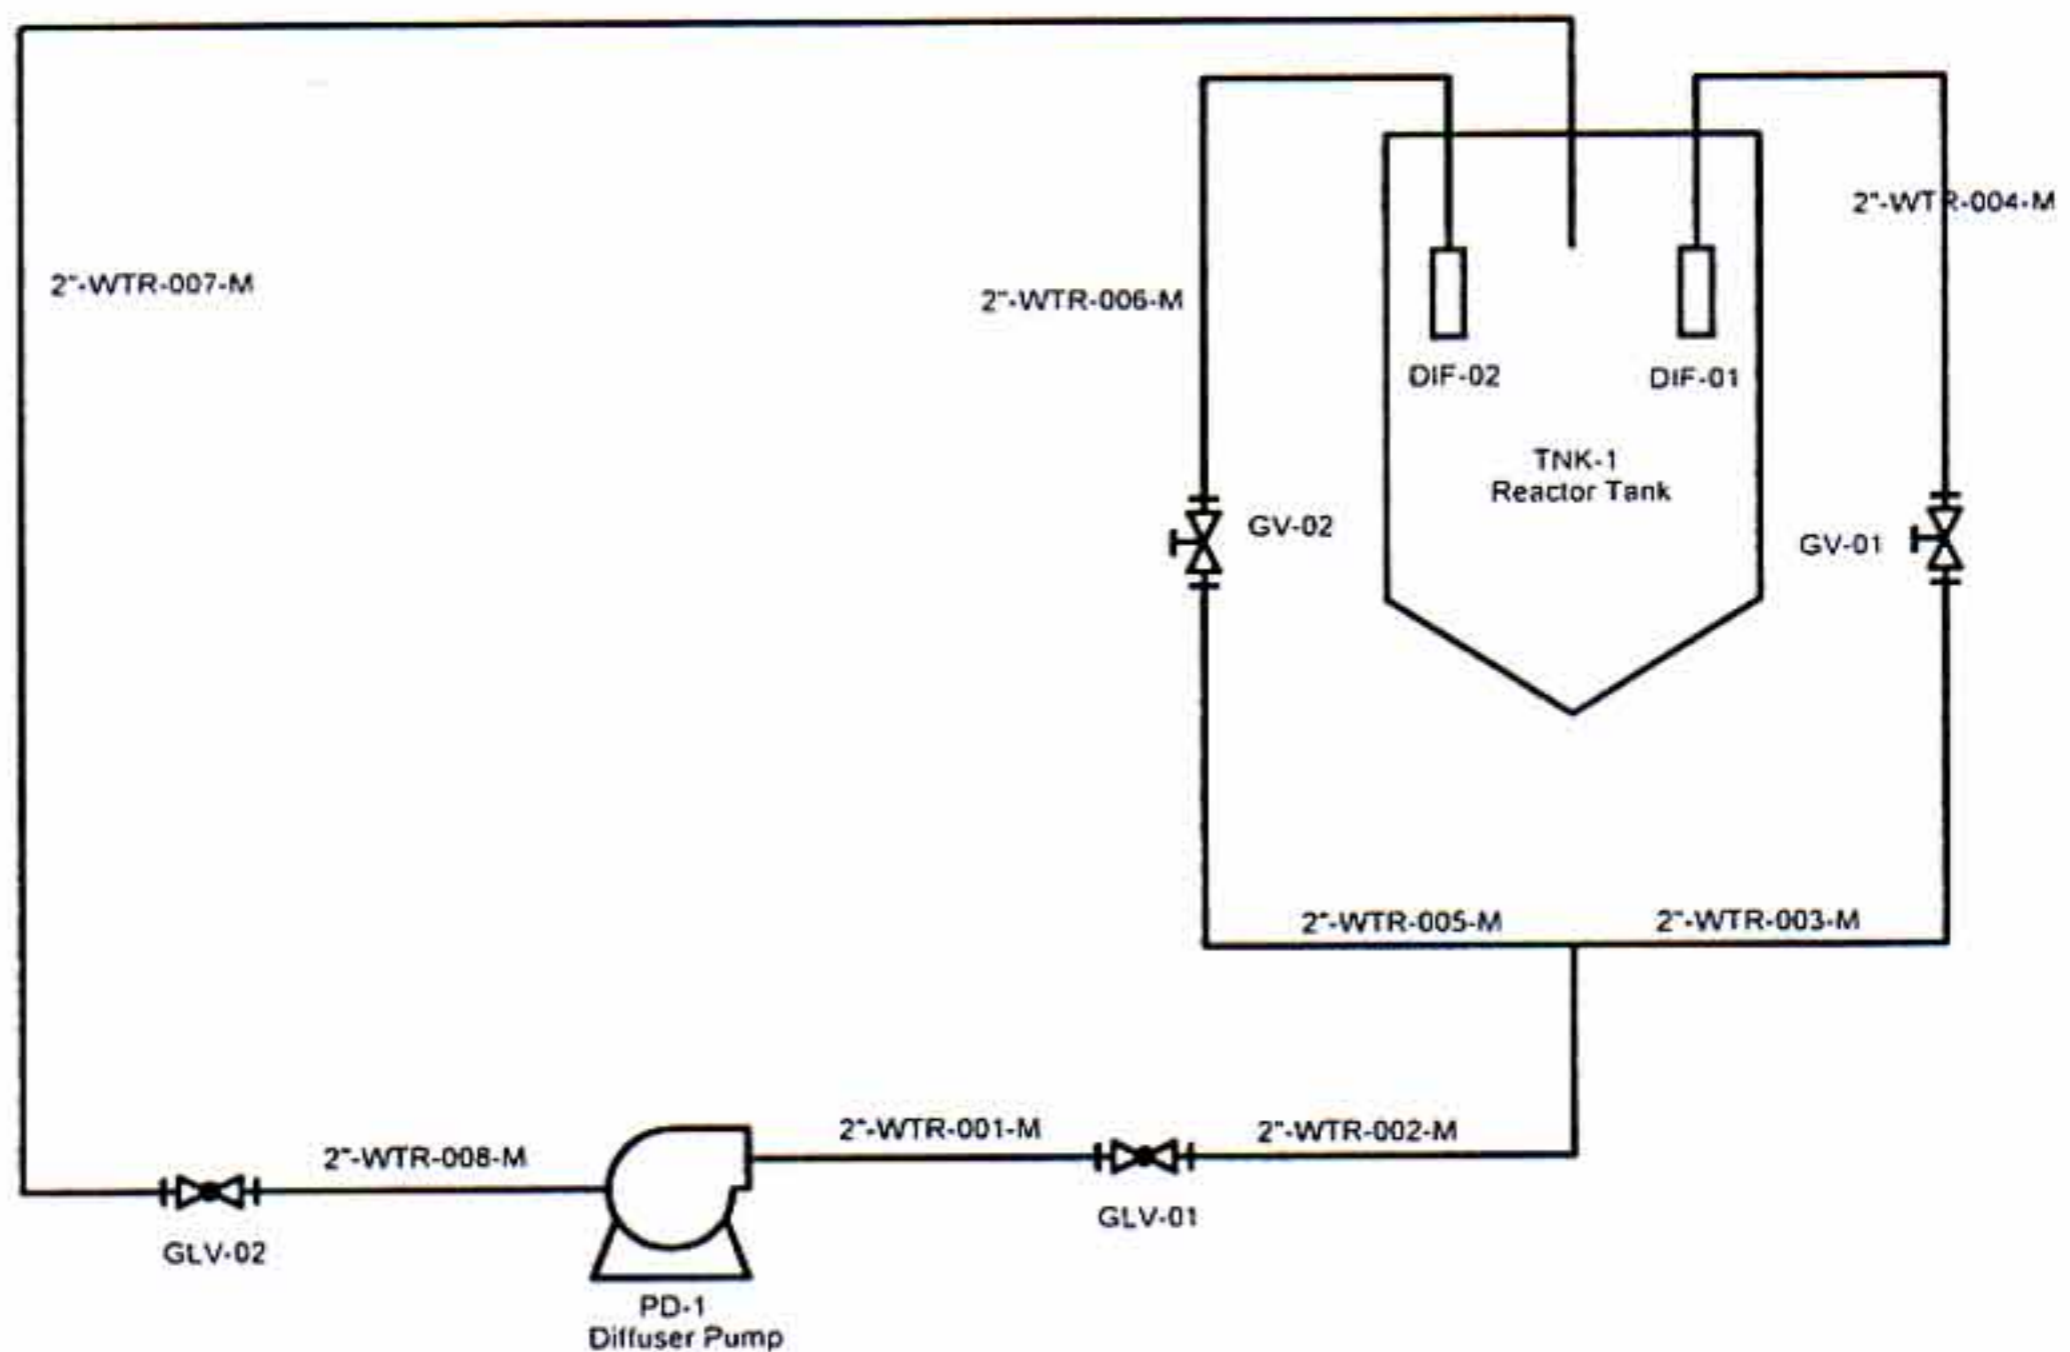 2"-WTR-004-M
2"-WTR-007-M
2"-WTR-006-M
DIF-02
DIF-01
TNK-1
Reactor Tank
GV-02
GV-01
2"-WTR-005-M
2"-WTR-003-M
2"-WTR-001-M
2"-WTR-002-M
2"-WTR-008-M
GLV-01
GLV-02
PD-1
Diffuser Pump